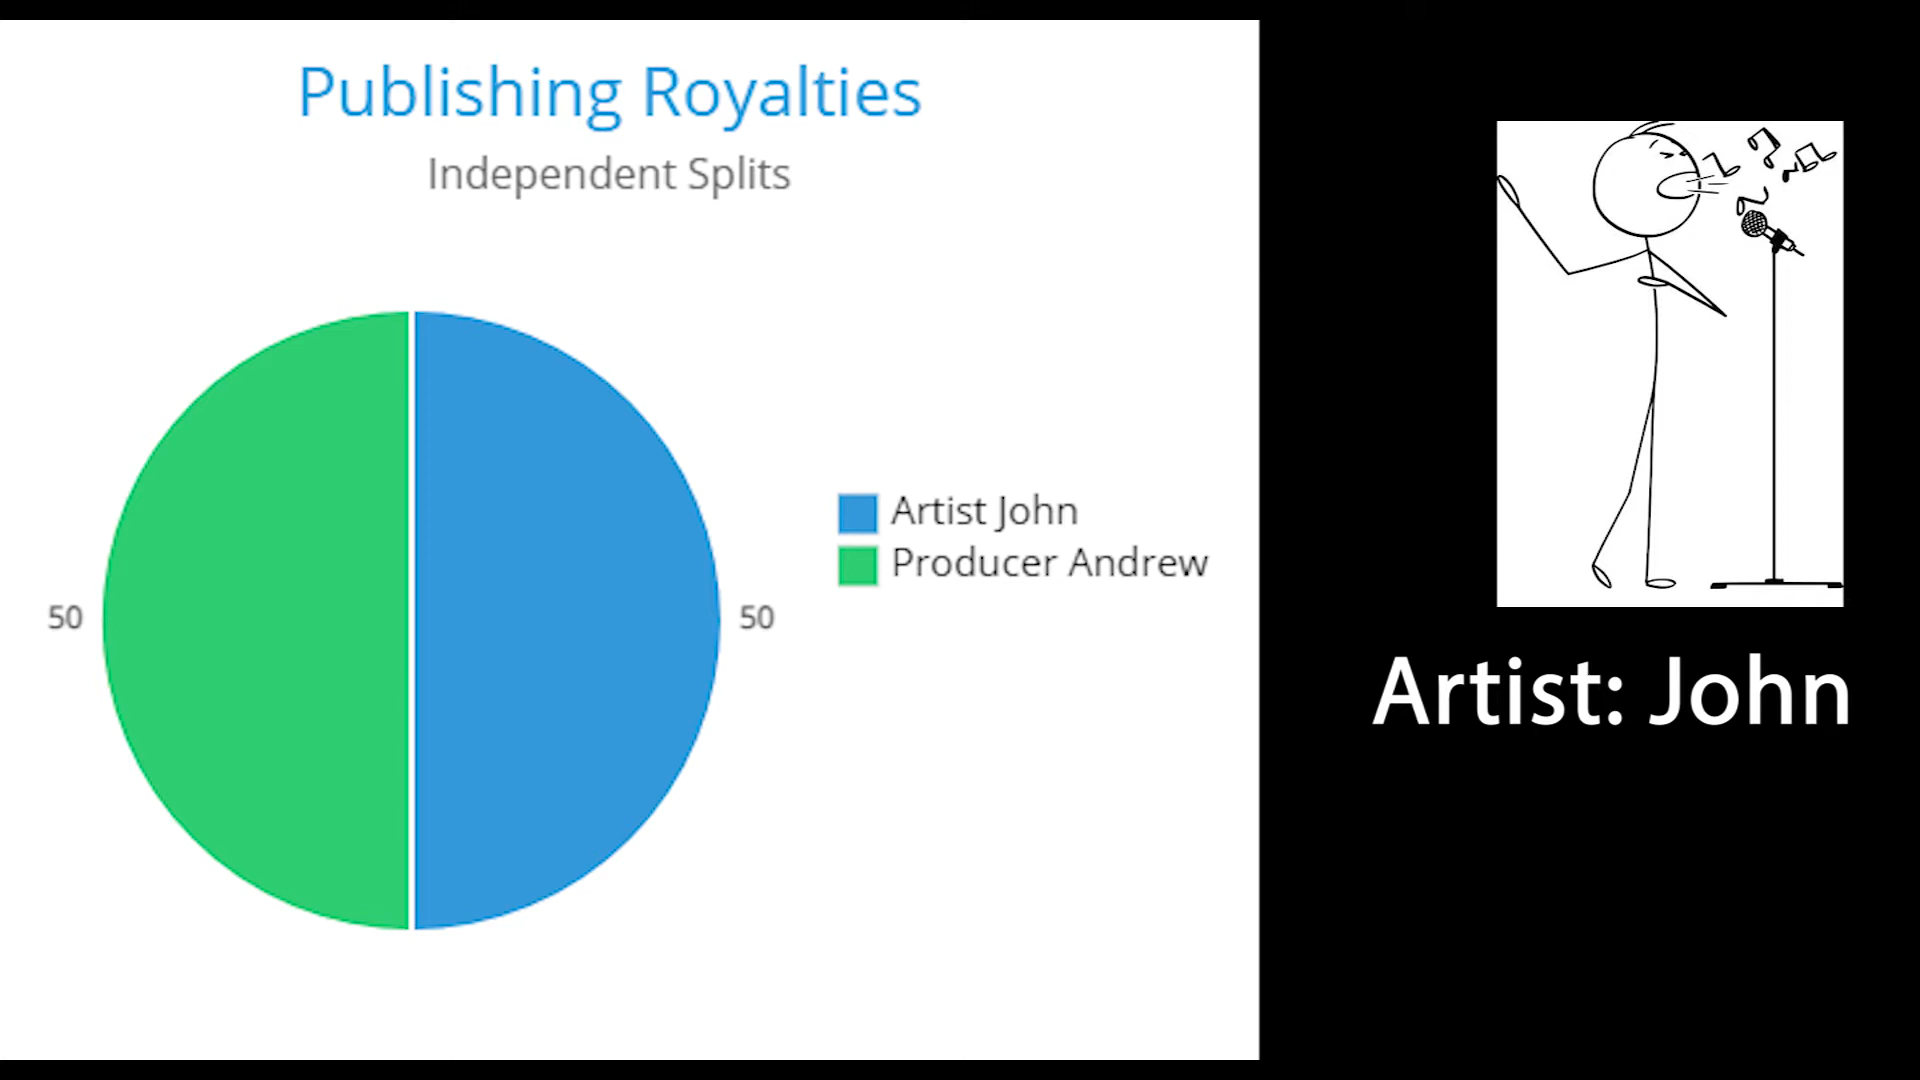 Publishing Royalties
Independent Splits
50
50
Artist John
Producer Andrew
Artist: John